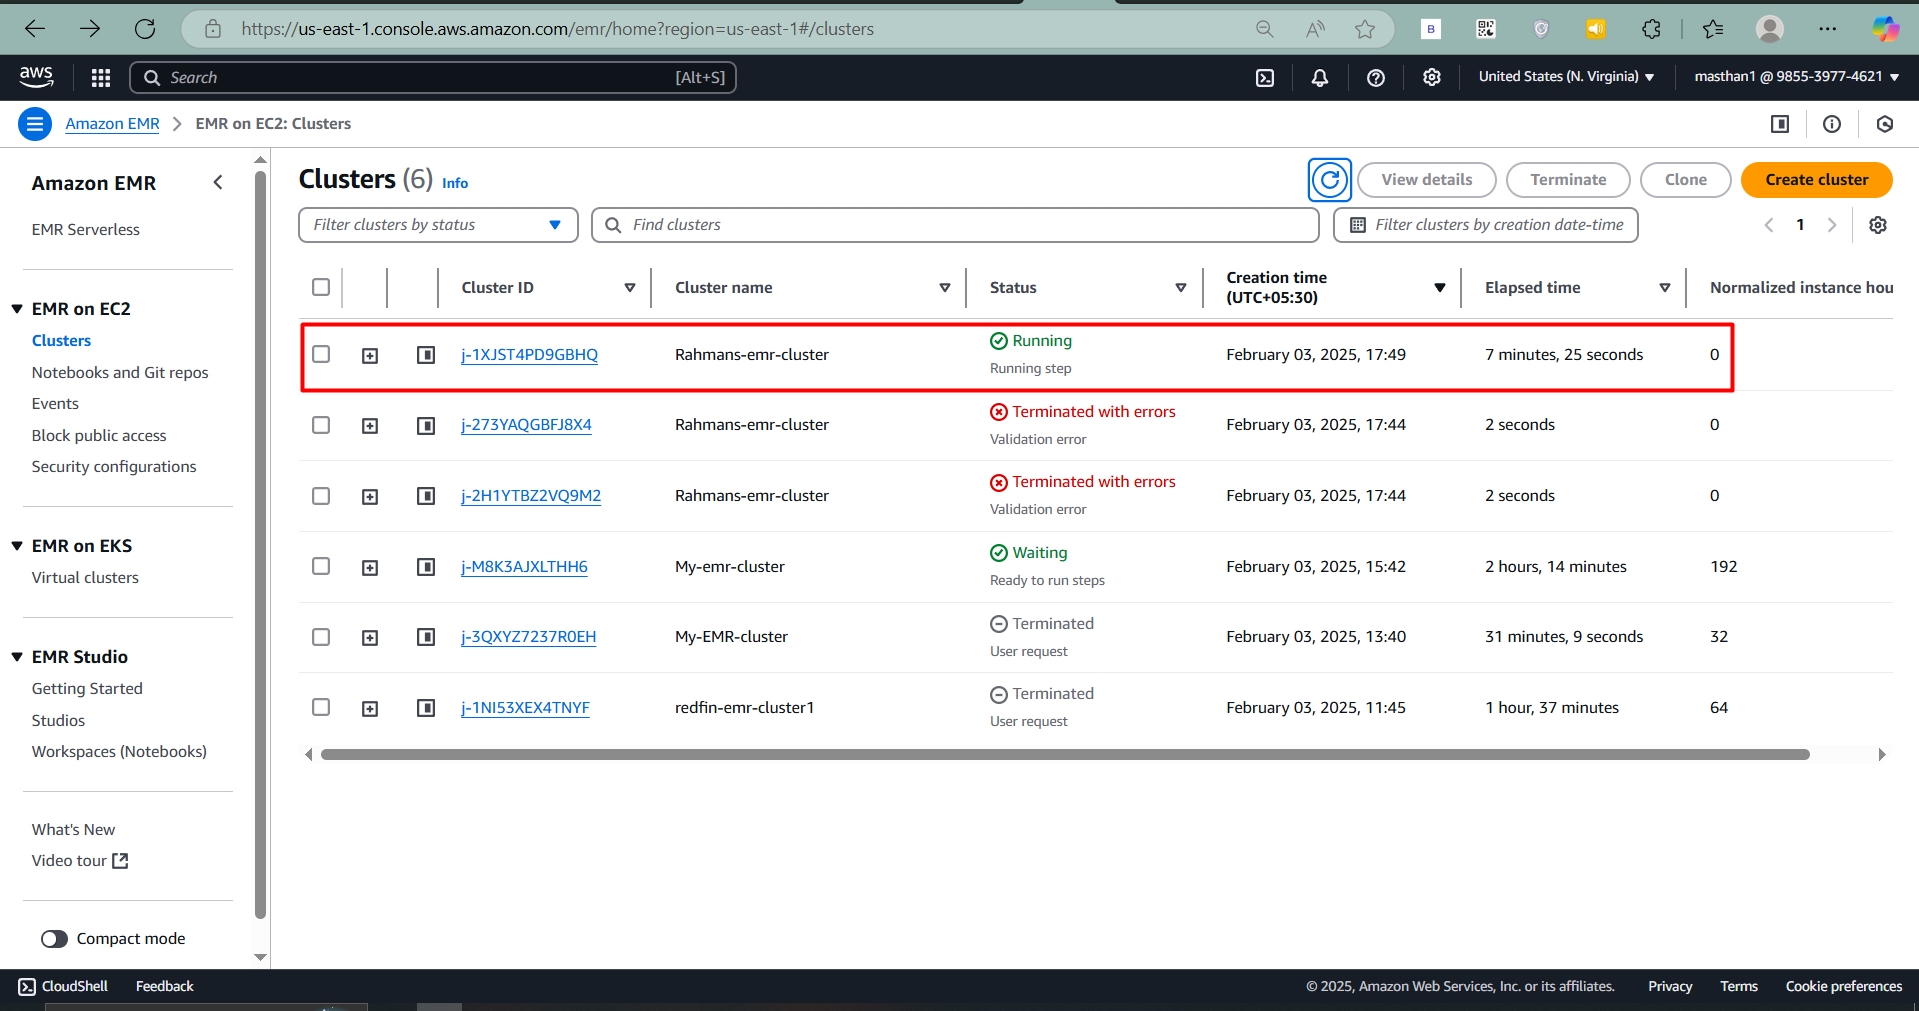 https://us-east-1.console.aws.amazon.com/emr/home?region=us-east-1#/clusters
aws
Search
[Alt+S]
United States (N. Virginia)
masthan1 @ 9855-3977-4621
Amazon EMR
EMR on EC2: Clusters
Amazon EMR
EMR Serverless
EMR on EC2
Clusters
Notebooks and Git repos
Events
Block public access
Security configurations
EMR on EKS
Virtual clusters
EMR Studio
Getting Started
Studios
Workspaces (Notebooks)
What's New
Video tour
Compact mode
Clusters (6) Info
View details
Terminate
Clone
Create cluster
Filter clusters by status
Find clusters
Filter clusters by creation date-time
1
Cluster ID
Cluster name
Status
Creation time
(UTC+05:30)
Elapsed time
Normalized instance hou
j-1XJST4PD9GBHQ
Rahmans-emr-cluster
Running
Running step
February 03, 2025, 17:49
7 minutes, 25 seconds
0
j-273YAQGBFJ8X4
Rahmans-emr-cluster
Terminated with errors
Validation error
February 03, 2025, 17:44
2 seconds
0
j-2H1YTBZ2VQ9M2
Rahmans-emr-cluster
Terminated with errors
Validation error
February 03, 2025, 17:44
2 seconds
0
j-M8K3AJXLTHH6
My-emr-cluster
Waiting
Ready to run steps
February 03, 2025, 15:42
2 hours, 14 minutes
192
j-3QXYZ7237R0EH
My-EMR-cluster
Terminated
User request
February 03, 2025, 13:40
31 minutes, 9 seconds
32
j-1NI53XEX4TNYF
redfin-emr-cluster1
Terminated
User request
February 03, 2025, 11:45
1 hour, 37 minutes
64
CloudShell
Feedback
© 2025, Amazon Web Services, Inc. or its affiliates.
Privacy
Terms
Cookie preferences